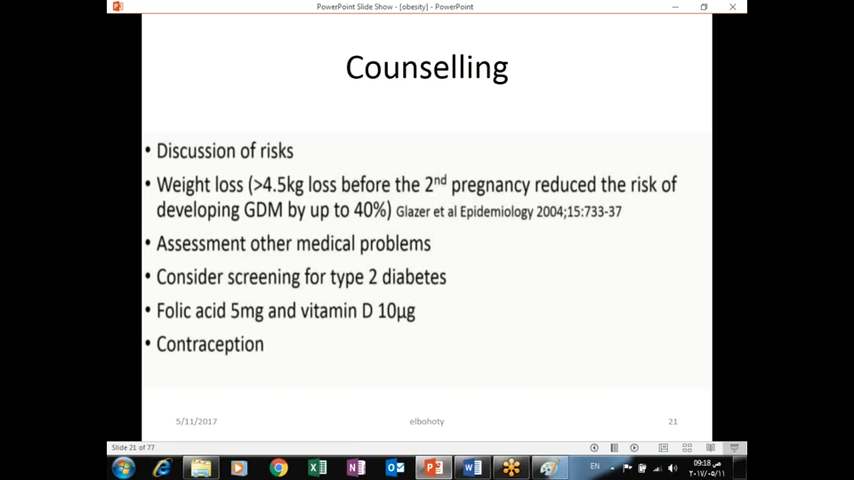 PowerPoint Slide Show - [obesity] - PowerPoint
Counselling
• Discussion of risks
• Weight loss (>4.5kg loss before the 2nd pregnancy reduced the risk of
developing GDM by up to 40%) Glazer et al Epidemiology 2004;15:733-37
• Assessment other medical problems
• Consider screening for type 2 diabetes
• Folic acid 5mg and vitamin D 10µg
• Contraception
5/11/2017 elbohoty 21
Slide 21 of 77
EN
09:18 ص
٢٠١٧/٠٥/١١